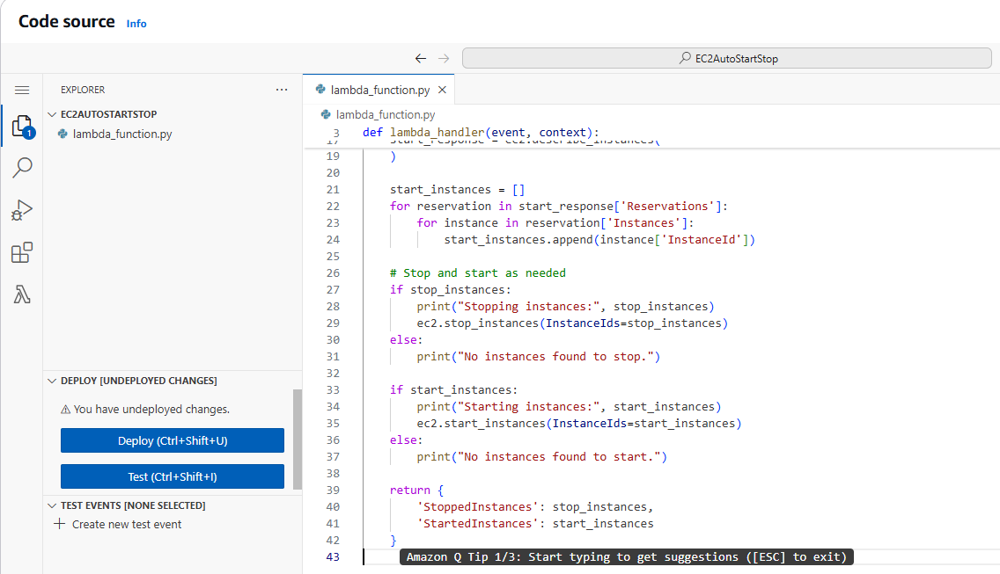 Code source Info
EC2AutoStartStop
EXPLORER ...
EC2AUTOSTARTSTOP
lambda_function.py
1
DEPLOY [UNDEPLOYED CHANGES]
You have undeployed changes.
Deploy (Ctrl+Shift+U)
Test (Ctrl+Shift+I)
TEST EVENTS [NONE SELECTED]
Create new test event
lambda_function.py
lambda_function.py
3 def lambda_handler(event, context):
17 start_response = ec2.describe_instances(
19 )
20
21 start_instances = []
22 for reservation in start_response['Reservations']:
23 for instance in reservation['Instances']:
24 start_instances.append(instance['InstanceId'])
25
26 # Stop and start as needed
27 if stop_instances:
28 print("Stopping instances:", stop_instances)
29 ec2.stop_instances(InstanceIds=stop_instances)
30 else:
31 print("No instances found to stop.")
32
33 if start_instances:
34 print("Starting instances:", start_instances)
35 ec2.start_instances(InstanceIds=start_instances)
36 else:
37 print("No instances found to start.")
38
39 return {
40 'StoppedInstances': stop_instances,
41 'StartedInstances': start_instances
42 }
43 Amazon Q Tip 1/3: Start typing to get suggestions ([ESC] to exit)